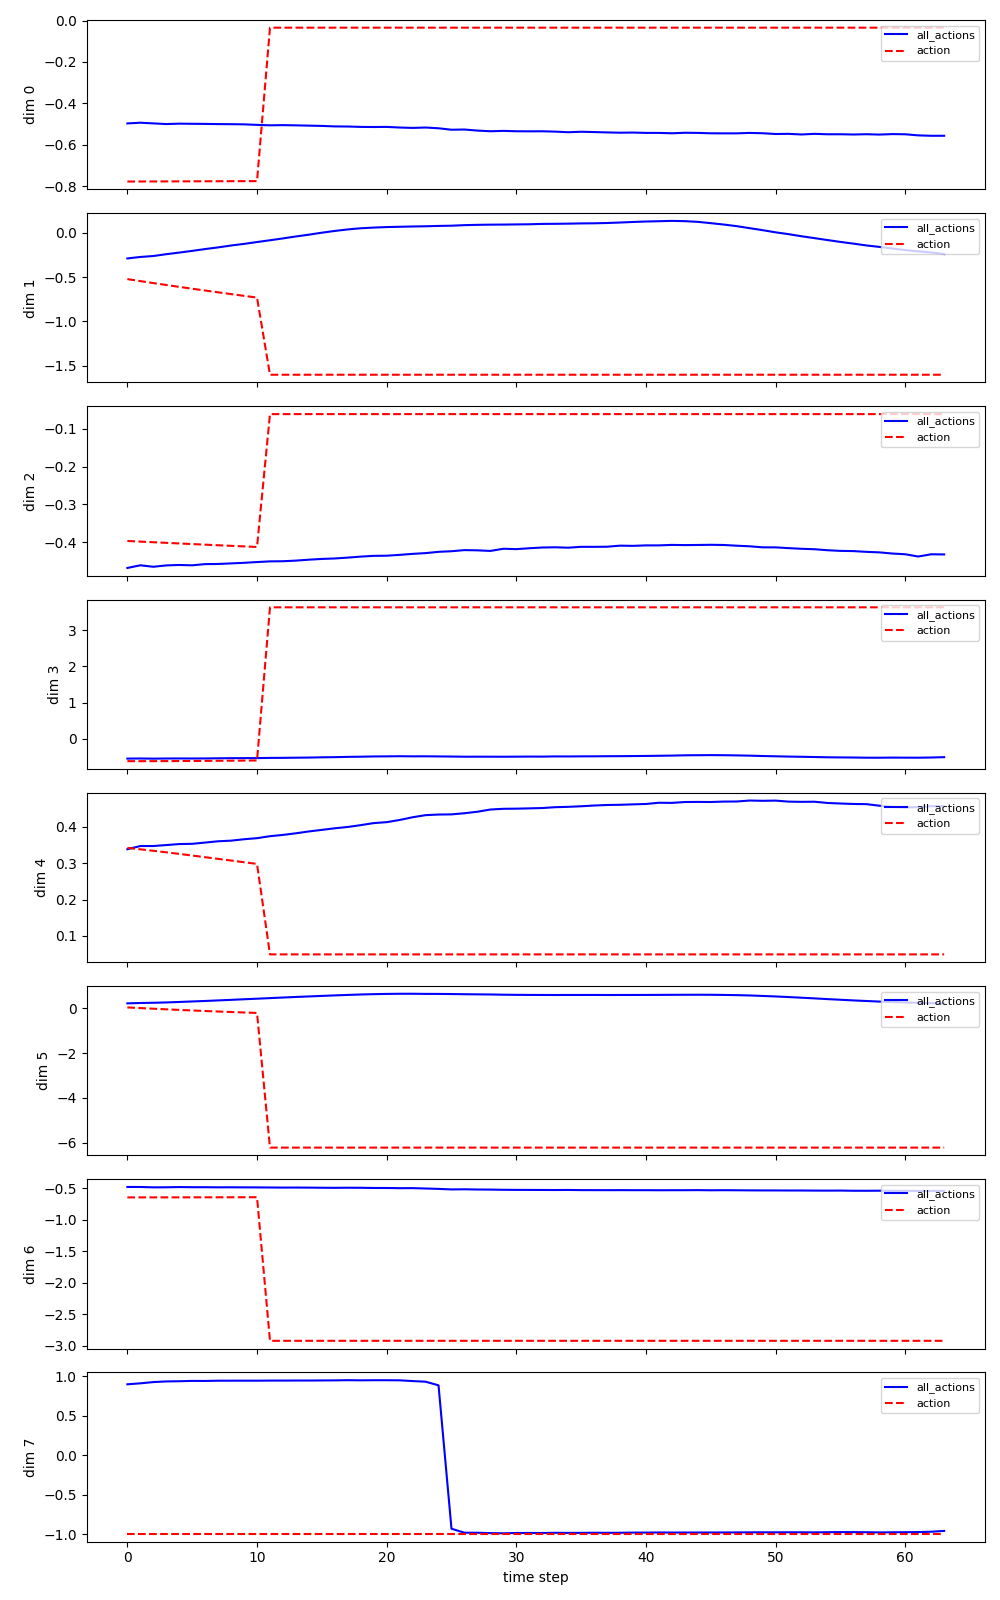 0.0
−0.2
−0.4
−0.6
−0.8
dim 0
all_actions
action
0.0
−0.5
−1.0
−1.5
dim 1
all_actions
action
−0.1
−0.2
−0.3
−0.4
dim 2
all_actions
action
3
2
1
0
dim 3
all_actions
action
0.4
0.3
0.2
0.1
dim 4
all_actions
action
0
−2
−4
−6
dim 5
all_actions
action
−0.5
−1.0
−1.5
−2.0
−2.5
−3.0
dim 6
all_actions
action
1.0
0.5
0.0
−0.5
−1.0
dim 7
all_actions
action
0 10 20 30 40 50 60
time step